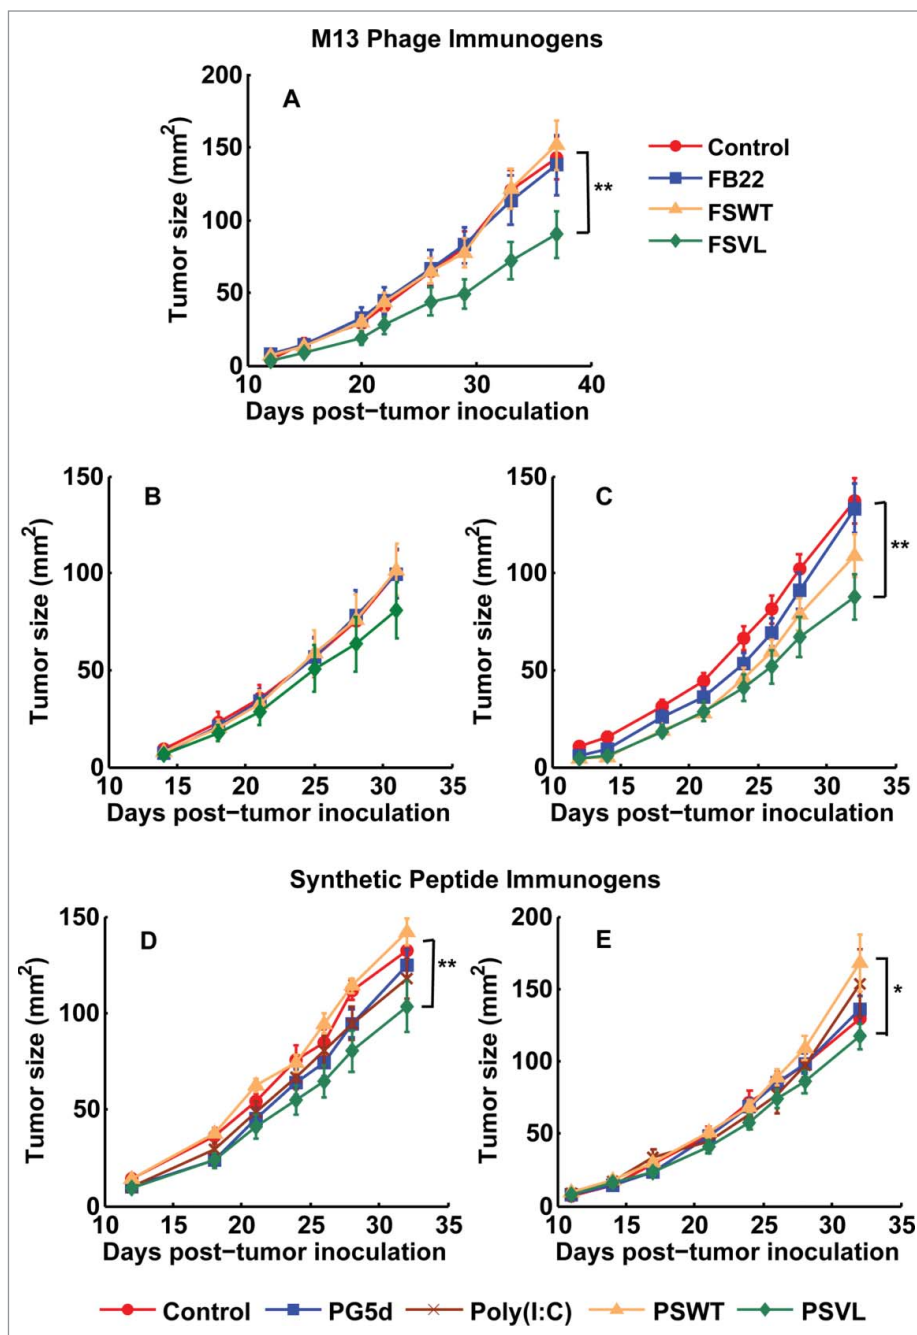 M13 Phage Immunogens
A
Tumor size (mm2)
200
150
100
50
0
10 20 30 40
Days post−tumor inoculation
**
Control
FB22
FSWT
FSVL
B
Tumor size (mm2)
150
100
50
0
10 15 20 25 30 35
Days post−tumor inoculation
C
Tumor size (mm2)
150
100
50
0
10 15 20 25 30 35
Days post−tumor inoculation
**
Synthetic Peptide Immunogens
D
Tumor size (mm2)
150
100
50
0
10 15 20 25 30 35
Days post−tumor inoculation
**
E
Tumor size (mm2)
200
150
100
50
0
10 15 20 25 30 35
Days post−tumor inoculation
*
Control PG5d Poly(I:C) PSWT PSVL